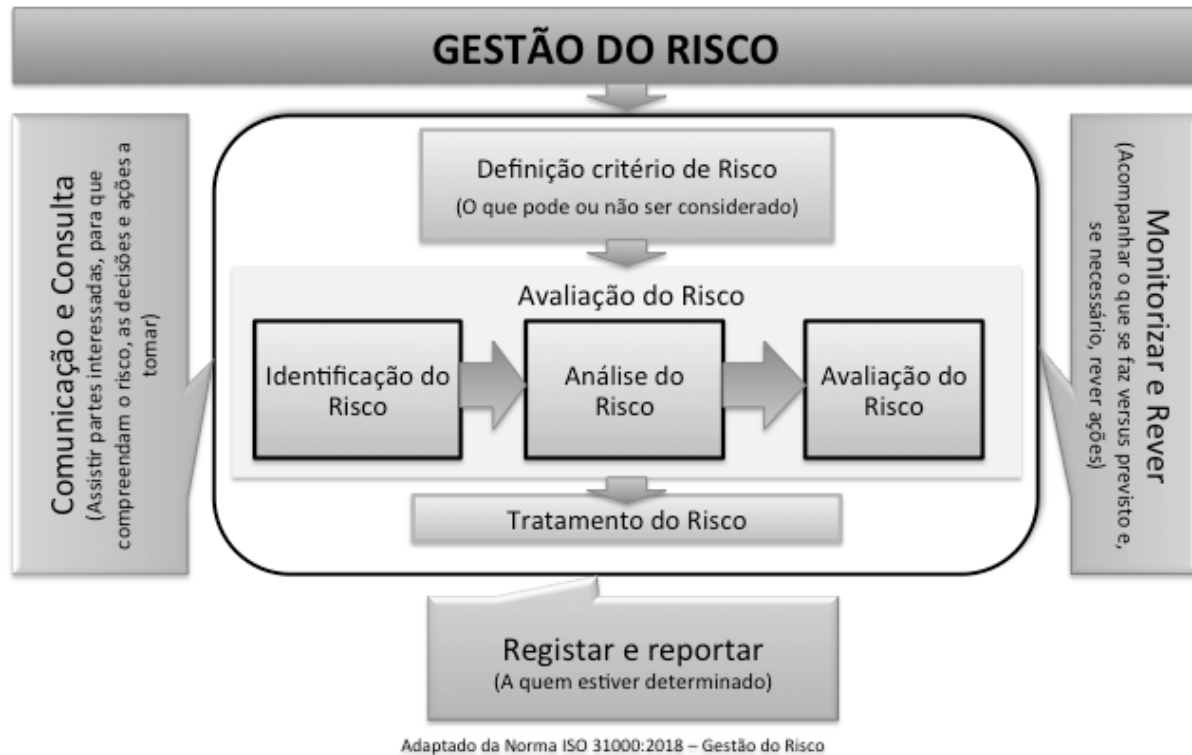 GESTÃO DO RISCO
Comunicação e Consulta
(Assistir partes interessadas, para que
compreendam o risco, as decisões e ações a
tomar)
Definição critério de Risco
(O que pode ou não ser considerado)
Avaliação do Risco
Identificação do
Risco
Análise do
Risco
Avaliação do
Risco
Tratamento do Risco
Monitorizar e Rever
(Acompanhar o que se faz versus previsto e,
se necessário, rever ações)
Registar e reportar
(A quem estiver determinado)
Adaptado da Norma ISO 31000:2018 – Gestão do Risco